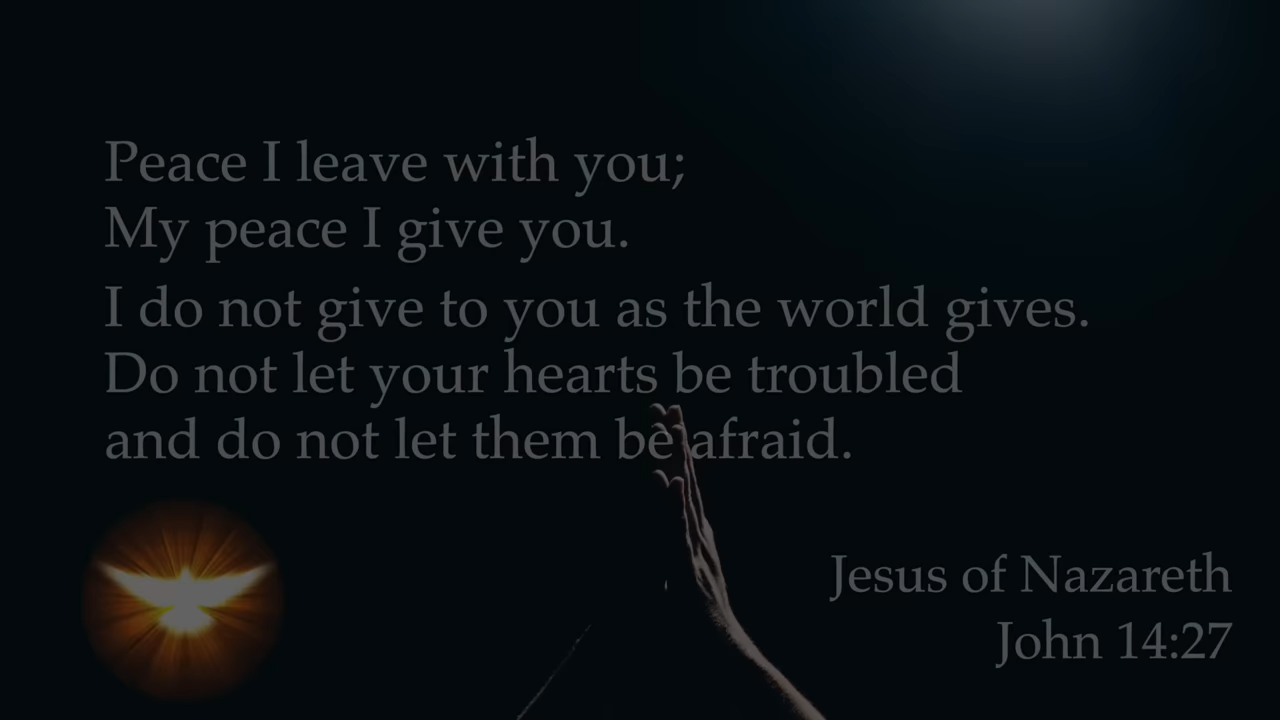 Peace I leave with you;
My peace I give you.
I do not give to you as the world gives.
Do not let your hearts be troubled
and do not let them be afraid.
Jesus of Nazareth
John 14:27